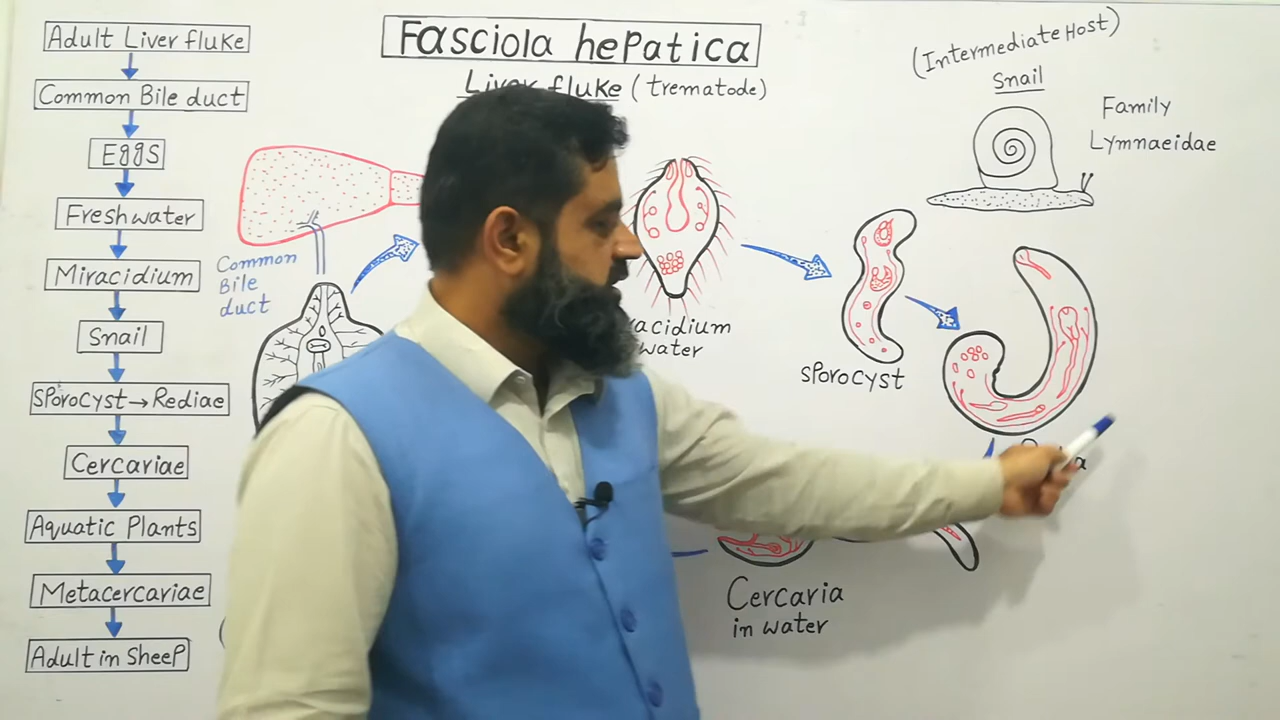 Adult Liver fluke
Common Bile duct
Eggs
Freshwater
Miracidium
Snail
Sporocyst→Rediae
Cercariae
Aquatic Plants
Metacercariae
Adult in Sheep
Fasciola hepatica
Liver fluke (trematode)
(Intermediate Host)
Snail
Family
Lymnaeidae
Common
Bile
duct
acidium
water
Sporocyst
Cercaria
in water